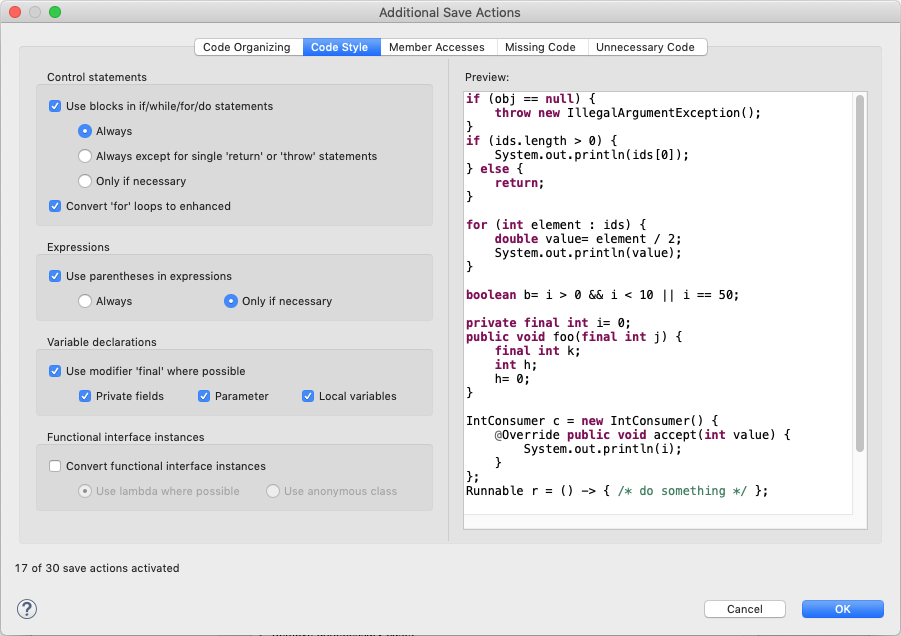 Additional Save Actions
Code Organizing Code Style Member Accesses Missing Code Unnecessary Code
Control statements
Use blocks in if/while/for/do statements
Always
Always except for single 'return' or 'throw' statements
Only if necessary
Convert 'for' loops to enhanced
Expressions
Use parentheses in expressions
Always Only if necessary
Variable declarations
Use modifier 'final' where possible
Private fields Parameter Local variables
Functional interface instances
Convert functional interface instances
Use lambda where possible Use anonymous class
Preview:
if (obj == null) {
    throw new IllegalArgumentException();
}
if (ids.length > 0) {
    System.out.println(ids[0]);
} else {
    return;
}

for (int element : ids) {
    double value= element / 2;
    System.out.println(value);
}

boolean b= i > 0 && i < 10 || i == 50;

private final int i= 0;
public void foo(final int j) {
    final int k;
    int h;
    h= 0;
}

IntConsumer c = new IntConsumer() {
    @Override public void accept(int value) {
        System.out.println(i);
    }
};
Runnable r = () -> { /* do something */ };
17 of 30 save actions activated
?
Cancel OK